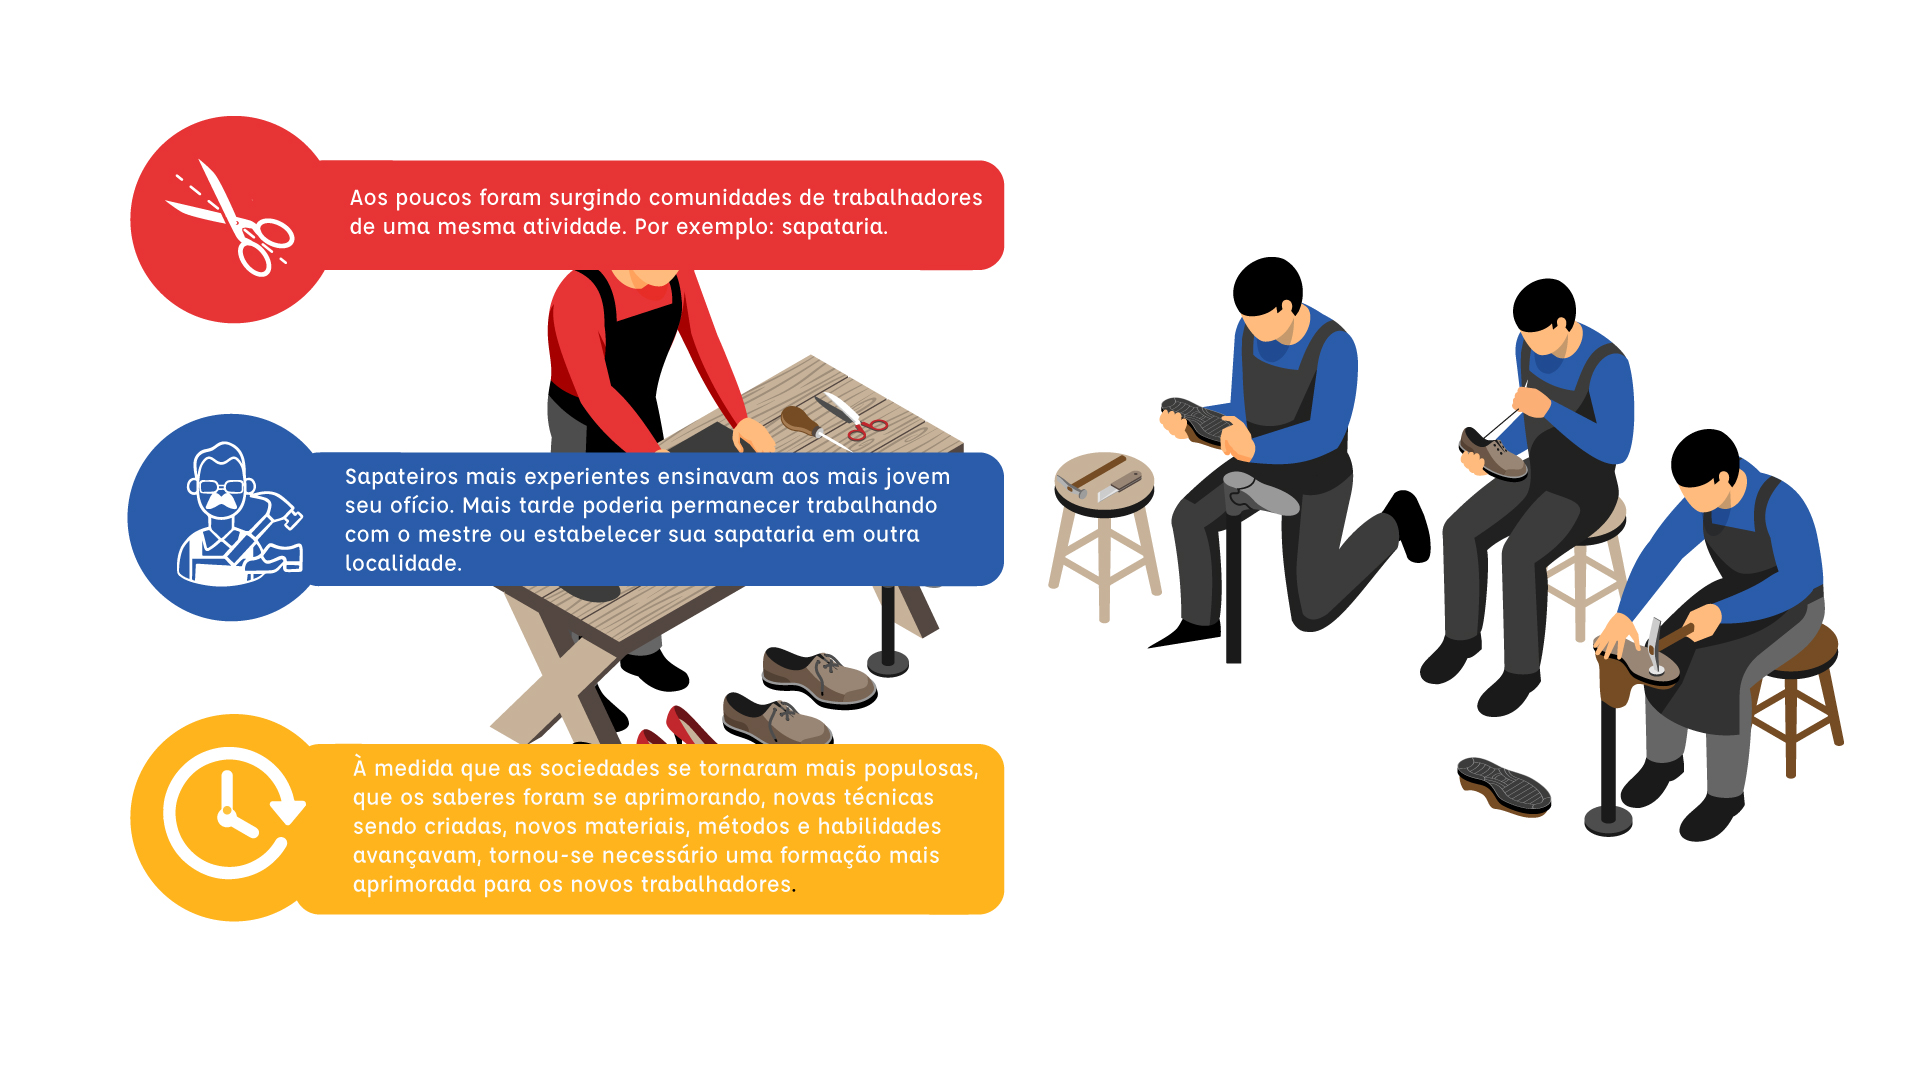 Aos poucos foram surgindo comunidades de trabalhadores
de uma mesma atividade. Por exemplo: sapataria.
Sapateiros mais experientes ensinavam aos mais jovem
seu ofício. Mais tarde poderia permanecer trabalhando
com o mestre ou estabelecer sua sapataria em outra
localidade.
À medida que as sociedades se tornaram mais populosas,
que os saberes foram se aprimorando, novas técnicas
sendo criadas, novos materiais, métodos e habilidades
avançavam, tornou-se necessário uma formação mais
aprimorada para os novos trabalhadores.